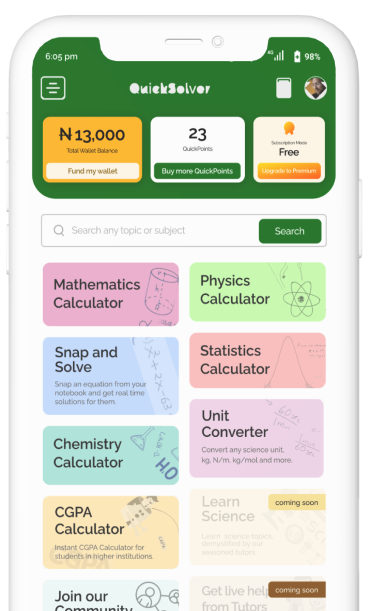 6:05 pm
4G
98%
QuickSolver
₦ 13,000
Total Wallet Balance
Fund my wallet
23
QuickPoints
Buy more QuickPoints
Subscription Mode
Free
Upgrade to Premium
Search any topic or subject
Search
Mathematics
Calculator
Physics
Calculator
Snap and
Solve
Snap an equation from your
notebook and get real time
solutions for them.
Statistics
Calculator
Unit
Converter
Convert any science unit,
kg, N/m, kg/mol and more.
Chemistry
Calculator
CGPA
Calculator
Instant CGPA Calculator for
students in higher institutions.
CGPA
Learn
Science
coming soon
Learn science topics
demystified by our
seasoned tutors.
Join our
Community
Get live help
from Tutors
coming soon